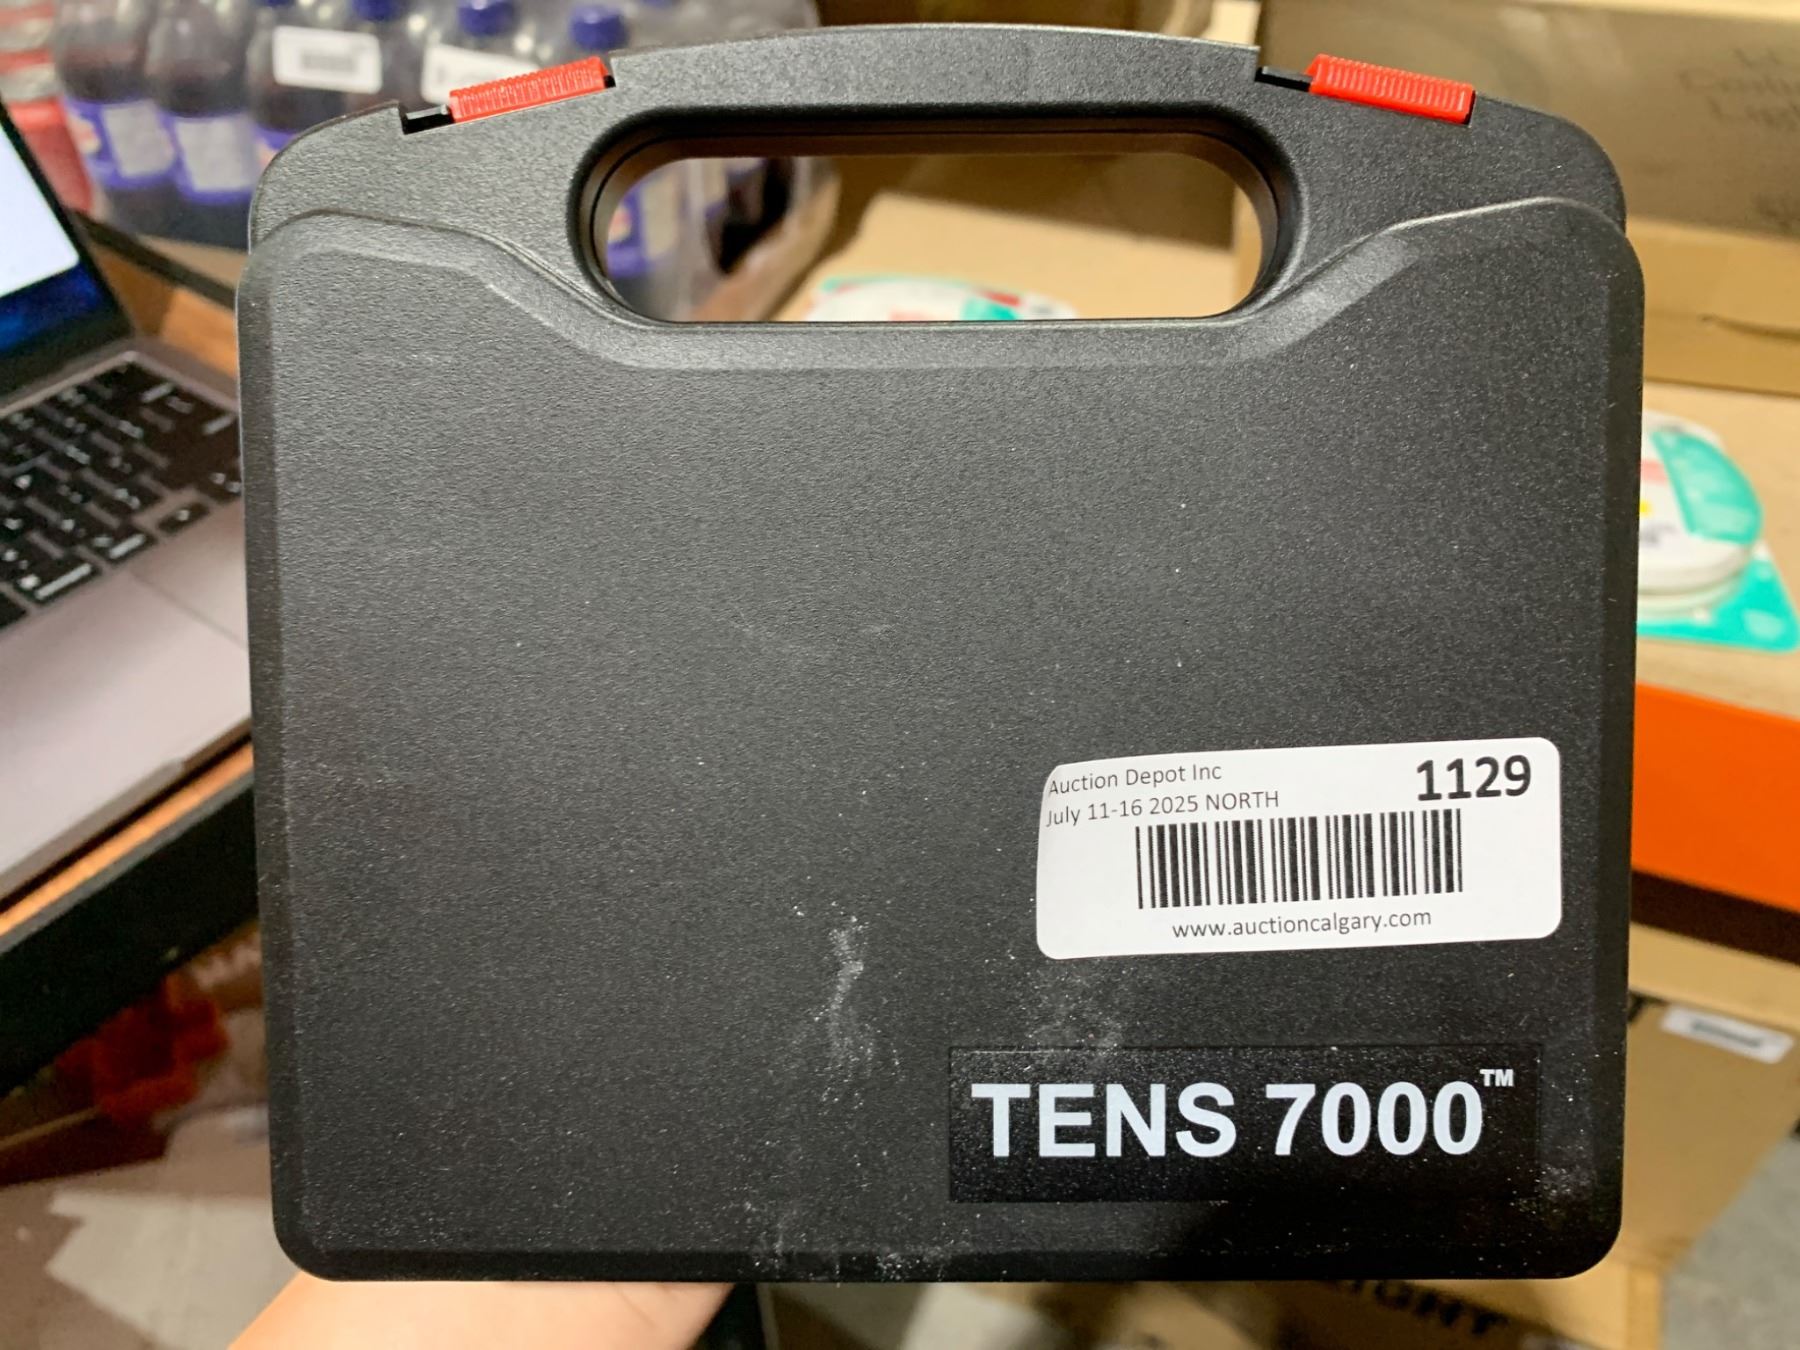 Auction Depot Inc
1129
July 11-16 2025 NORTH
www.auctioncalgary.com
TENS 7000™